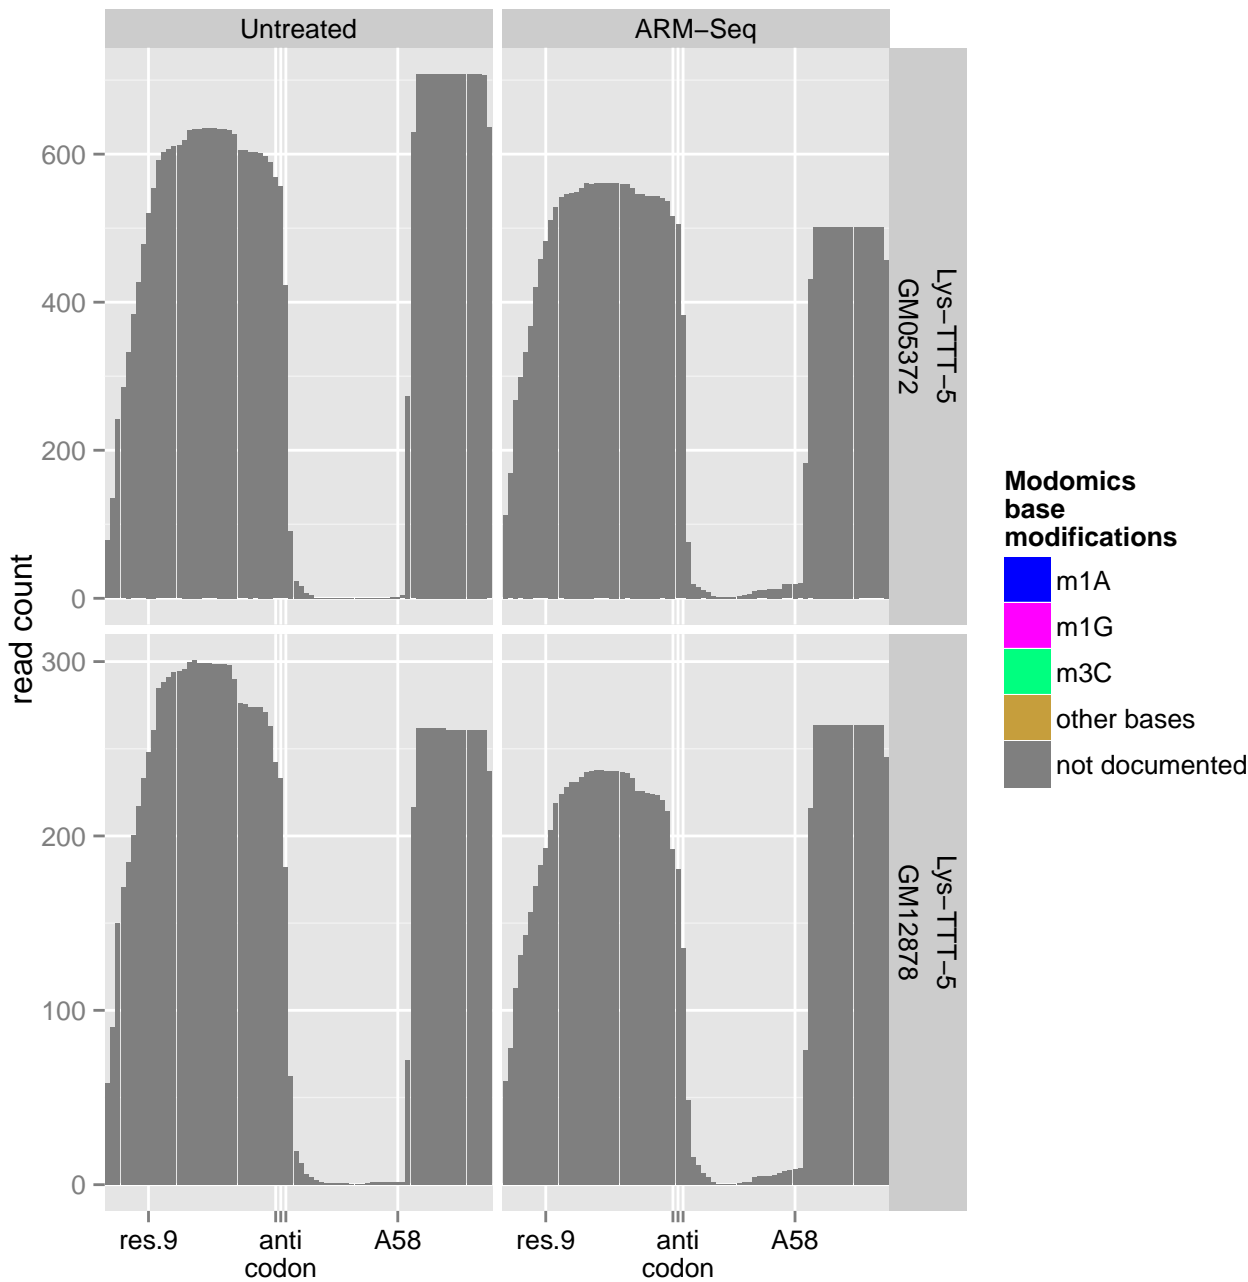 Untreated
ARM−Seq
600
400
200
0
Lys−TTT−5
GM05372
read count
300
200
100
0
Lys−TTT−5
GM12878
res.9
anti
codon
A58
res.9
anti
codon
A58
Modomics
base
modifications
m1A
m1G
m3C
other bases
not documented